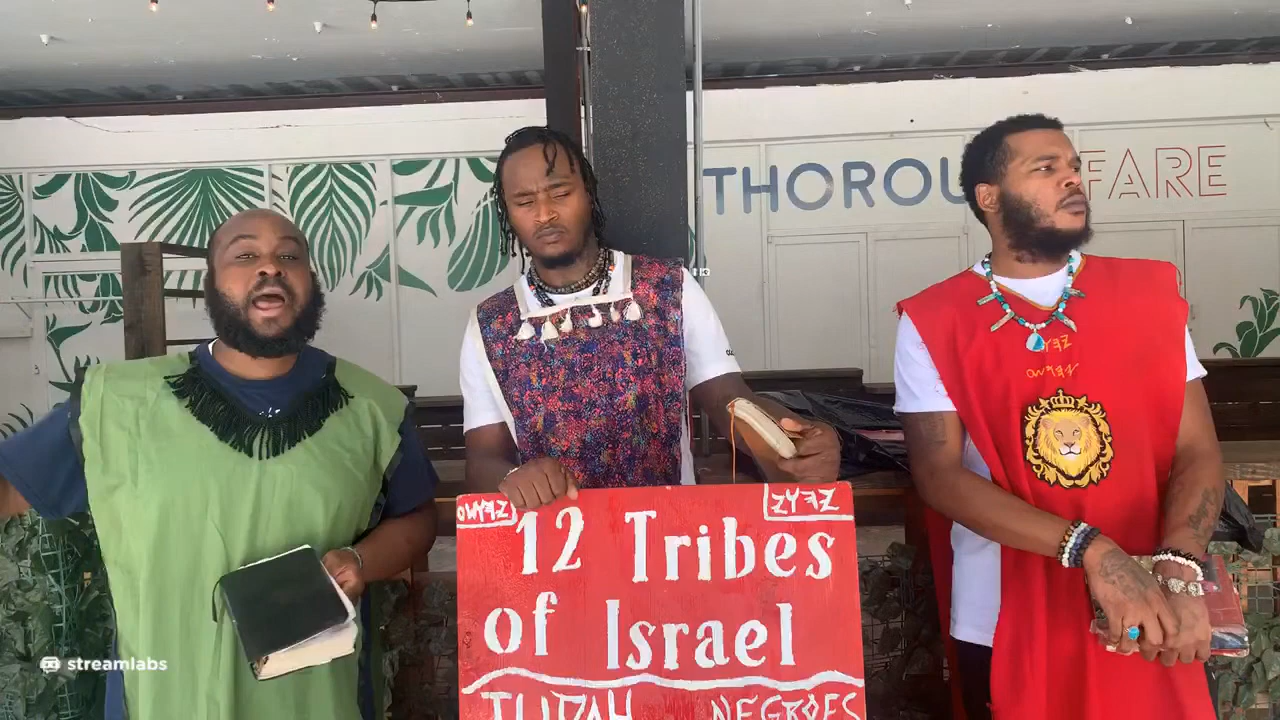 THOROU FARE
12 Tribes
of Israel
JUDAH NEGROES
streamlabs